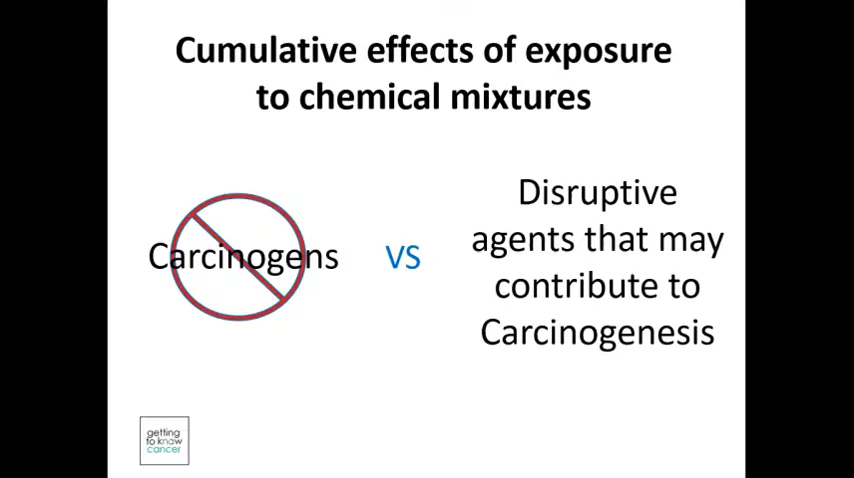 Cumulative effects of exposure
to chemical mixtures
Carcinogens
VS
Disruptive
agents that may
contribute to
Carcinogenesis
getting
to know
cancer